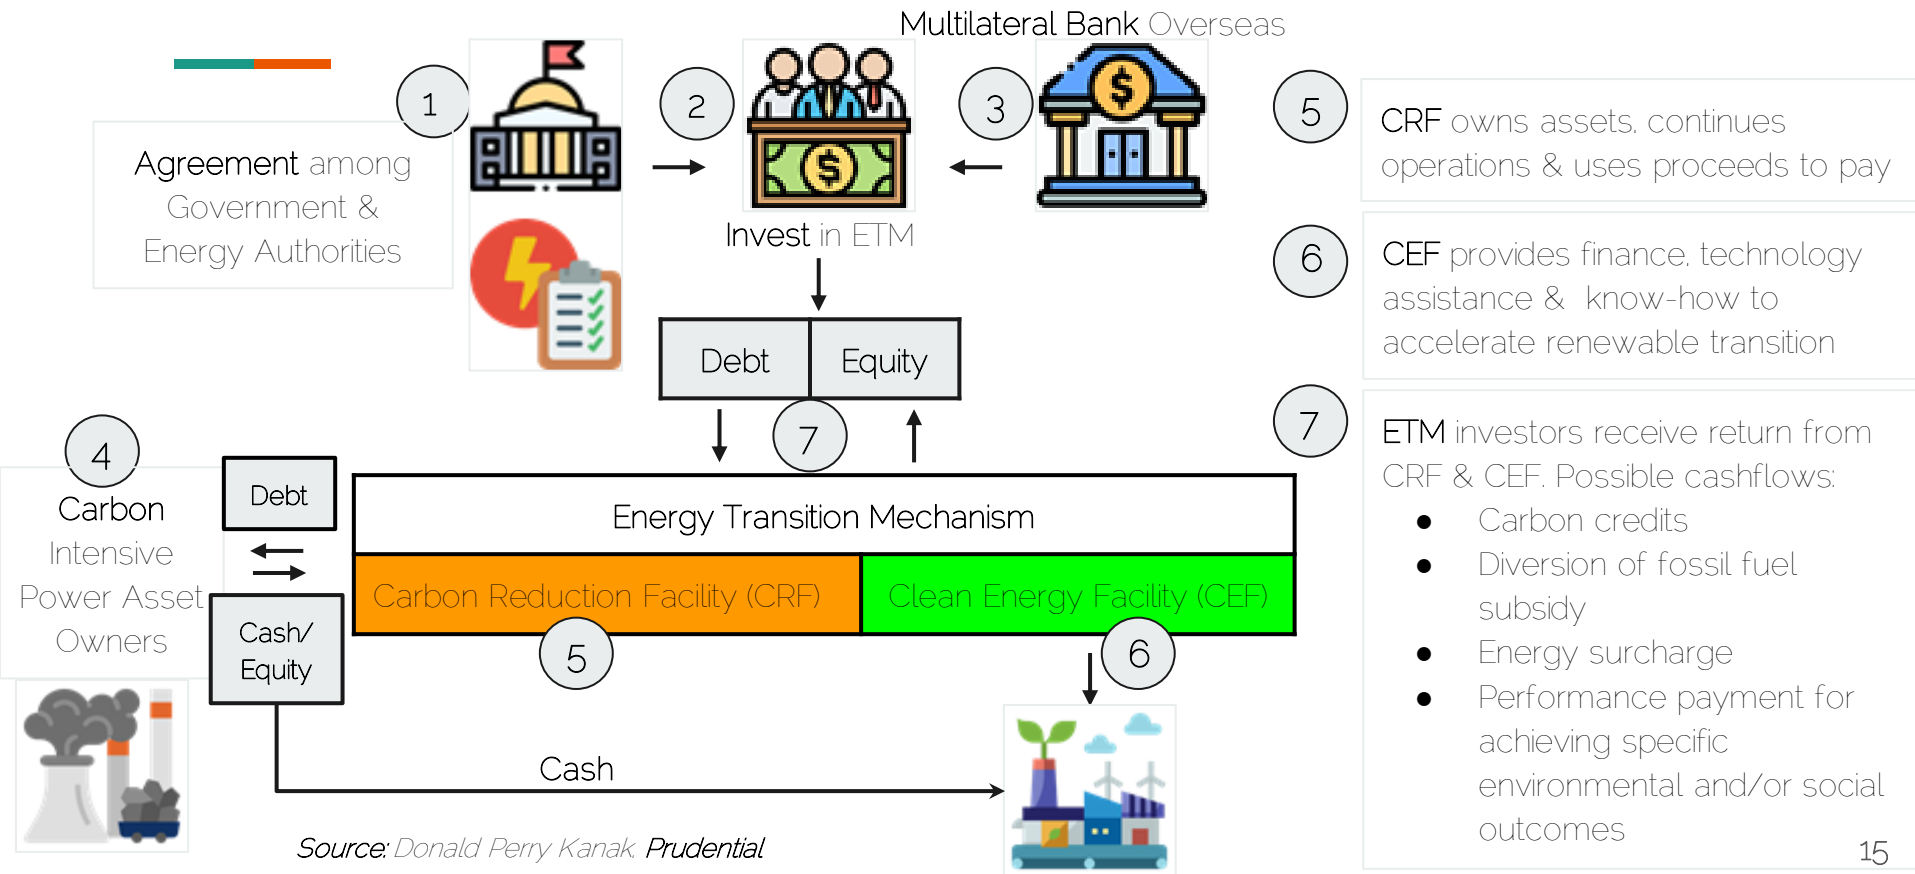 Multilateral Bank Overseas
1
2
3
Agreement among
Government &
Energy Authorities
Invest in ETM
Debt
Equity
7
4
Carbon
Intensive
Power Asset
Owners
Debt
Cash/
Equity
Energy Transition Mechanism
Carbon Reduction Facility (CRF)
Clean Energy Facility (CEF)
5
6
Cash
Source: Donald Perry Kanak, Prudential
5
CRF owns assets, continues
operations & uses proceeds to pay
6
CEF provides finance, technology
assistance & know-how to
accelerate renewable transition
7
ETM investors receive return from
CRF & CEF. Possible cashflows:
● Carbon credits
● Diversion of fossil fuel
subsidy
● Energy surcharge
● Performance payment for
achieving specific
environmental and/or social
outcomes
15